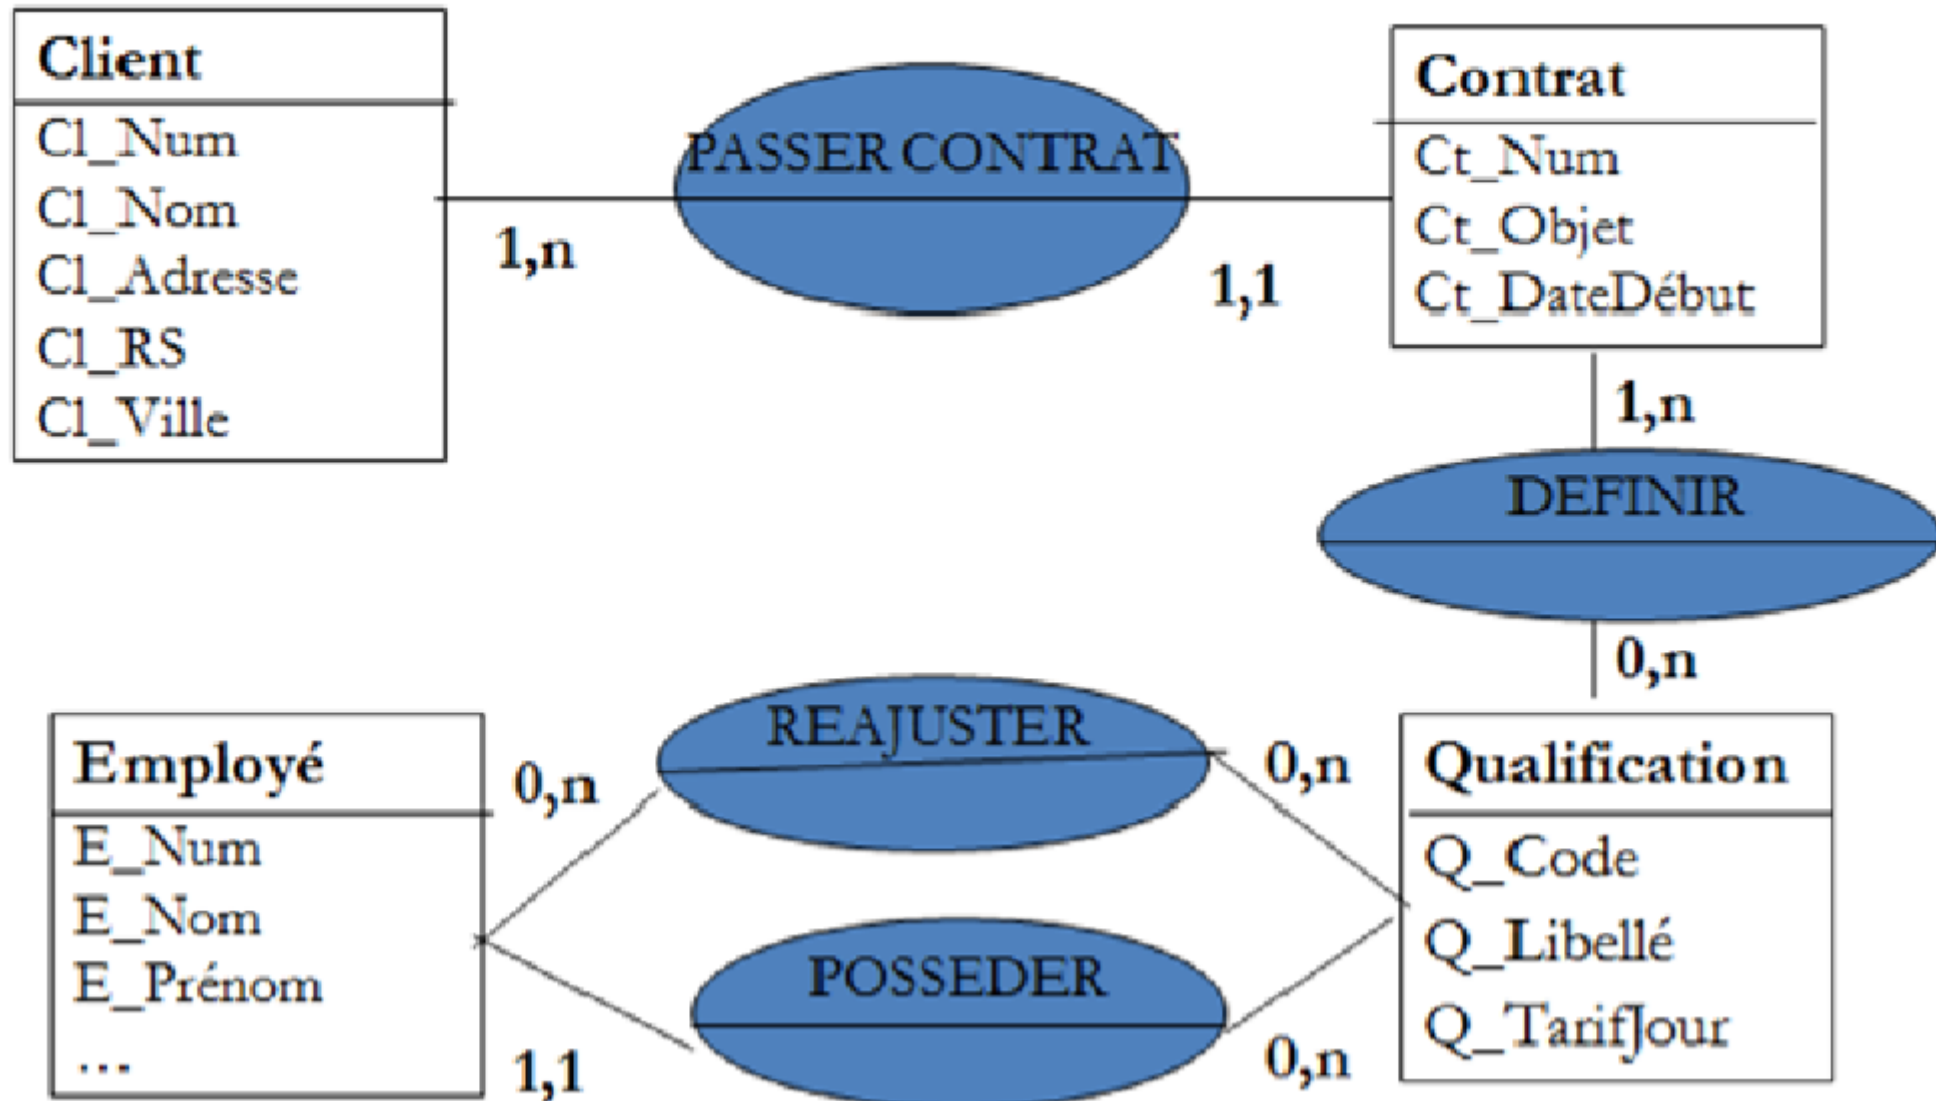 Client
Cl_Num
Cl_Nom
Cl_Adresse
Cl_RS
Cl_Ville
1,n
PASSER CONTRAT
1,1
Contrat
Ct_Num
Ct_Objet
Ct_DateDébut
1,n
DEFINIR
0,n
Employé
E_Num
E_Nom
E_Prénom
...
0,n
REAJUSTER
0,n
1,1
POSSEDER
0,n
Qualification
Q_Code
Q_Libellé
Q_TarifJour